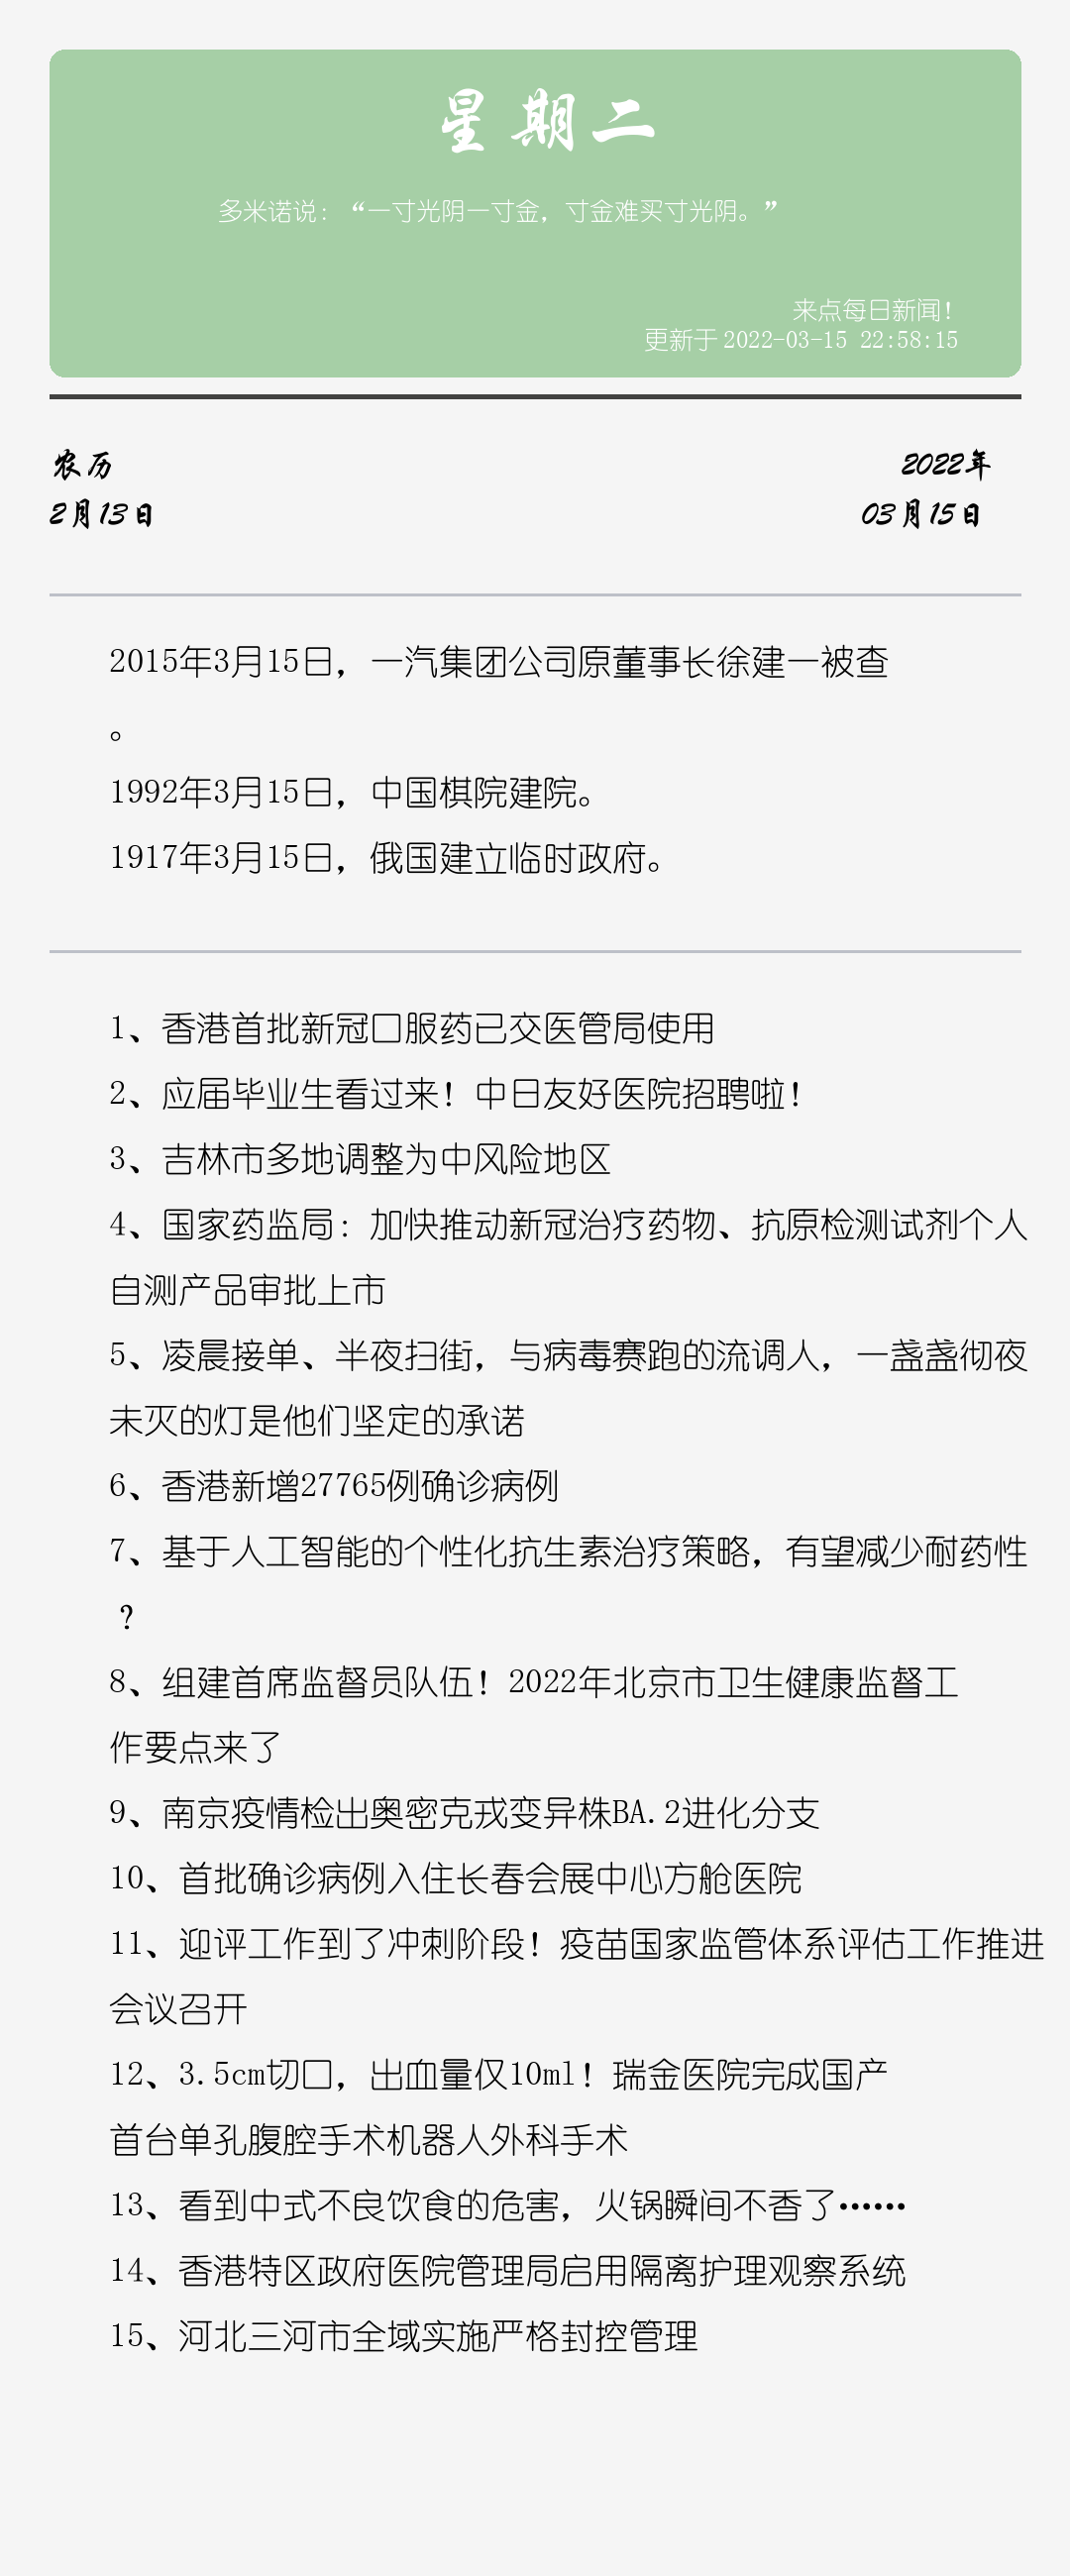 星期二
多米诺说：“一寸光阴一寸金，寸金难买寸光阴。”
来点每日新闻！
更新于 2022-03-15 22:58:15
农历
2月13日
2022年
03月15日
2015年3月15日，一汽集团公司原董事长徐建一被查
。
1992年3月15日，中国棋院建院。
1917年3月15日，俄国建立临时政府。
1、香港首批新冠口服药已交医管局使用
2、应届毕业生看过来！中日友好医院招聘啦！
3、吉林市多地调整为中风险地区
4、国家药监局：加快推动新冠治疗药物、抗原检测试剂个人
自测产品审批上市
5、凌晨接单、半夜扫街，与病毒赛跑的流调人，一盏盏彻夜
未灭的灯是他们坚定的承诺
6、香港新增27765例确诊病例
7、基于人工智能的个性化抗生素治疗策略，有望减少耐药性
？
8、组建首席监督员队伍！2022年北京市卫生健康监督工
作要点来了
9、南京疫情检出奥密克戎变异株BA.2进化分支
10、首批确诊病例入住长春会展中心方舱医院
11、迎评工作到了冲刺阶段！疫苗国家监管体系评估工作推进
会议召开
12、3.5cm切口，出血量仅10ml！瑞金医院完成国产
首台单孔腹腔手术机器人外科手术
13、看到中式不良饮食的危害，火锅瞬间不香了……
14、香港特区政府医院管理局启用隔离护理观察系统
15、河北三河市全域实施严格封控管理